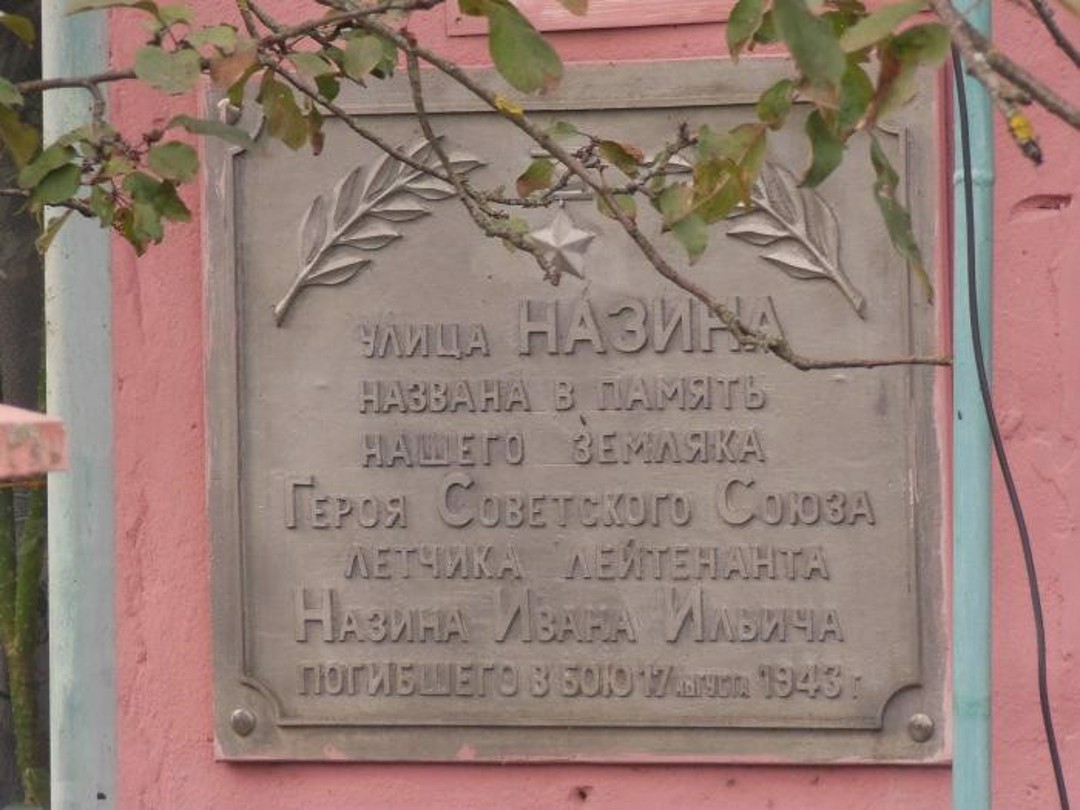 улица НАЗИНА
НАЗВАНА В ПАМЯТЬ
НАШЕГО ЗЕМЛЯКА
Героя Советского Союза
ЛЕТЧИКА ЛЕЙТЕНАНТА
Назина Ивана Ильича
ПОГИБШЕГО В БОЮ 17 АВГУСТА 1943 г